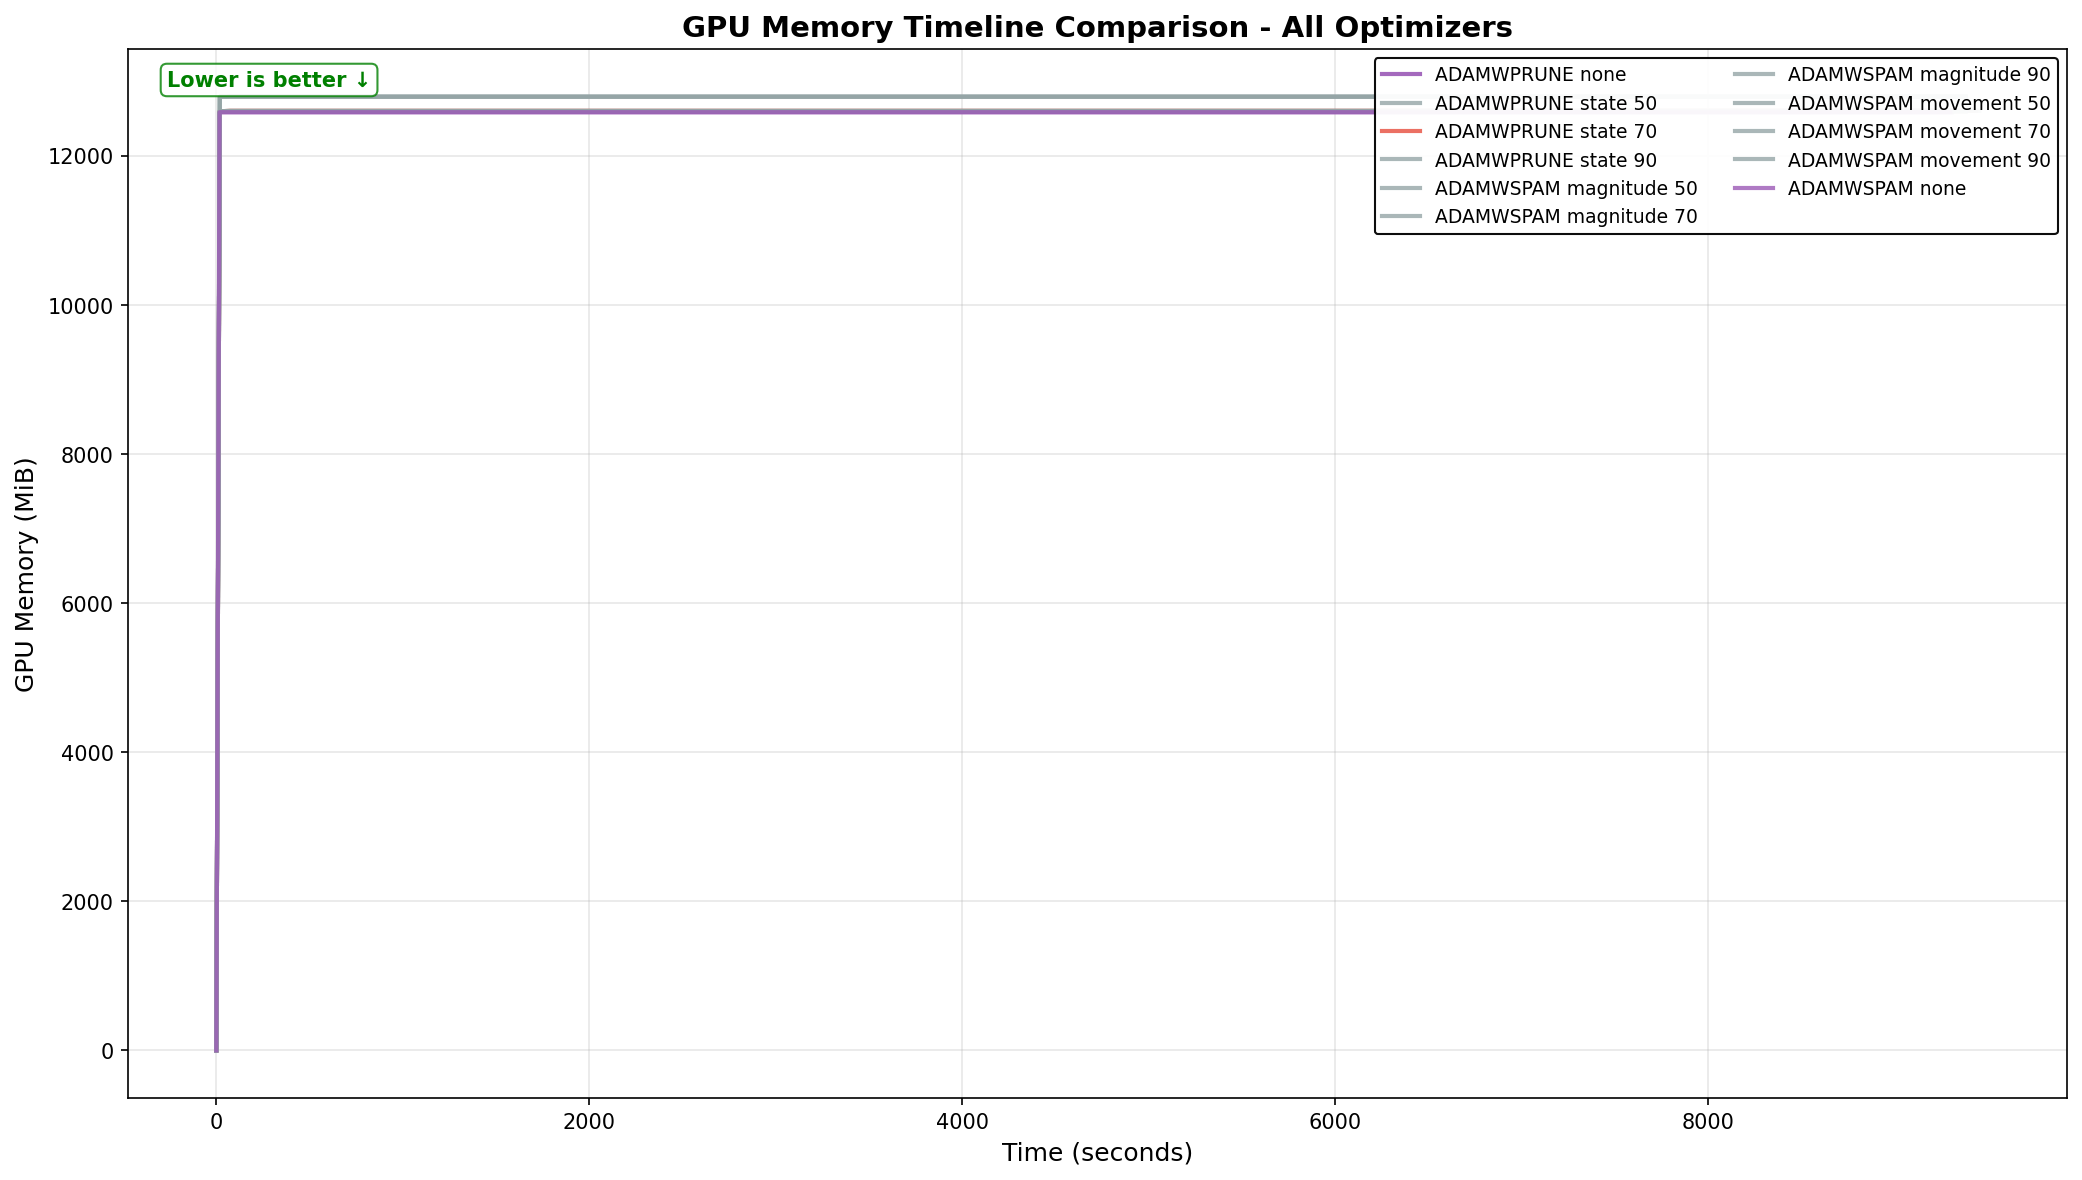 GPU Memory Timeline Comparison - All Optimizers
Lower is better ↓
ADAMWPRUNE none
ADAMWPRUNE state 50
ADAMWPRUNE state 70
ADAMWPRUNE state 90
ADAMWSPAM magnitude 50
ADAMWSPAM magnitude 70
ADAMWSPAM magnitude 90
ADAMWSPAM movement 50
ADAMWSPAM movement 70
ADAMWSPAM movement 90
ADAMWSPAM none
GPU Memory (MiB)
12000
10000
8000
6000
4000
2000
0
0 2000 4000 6000 8000
Time (seconds)